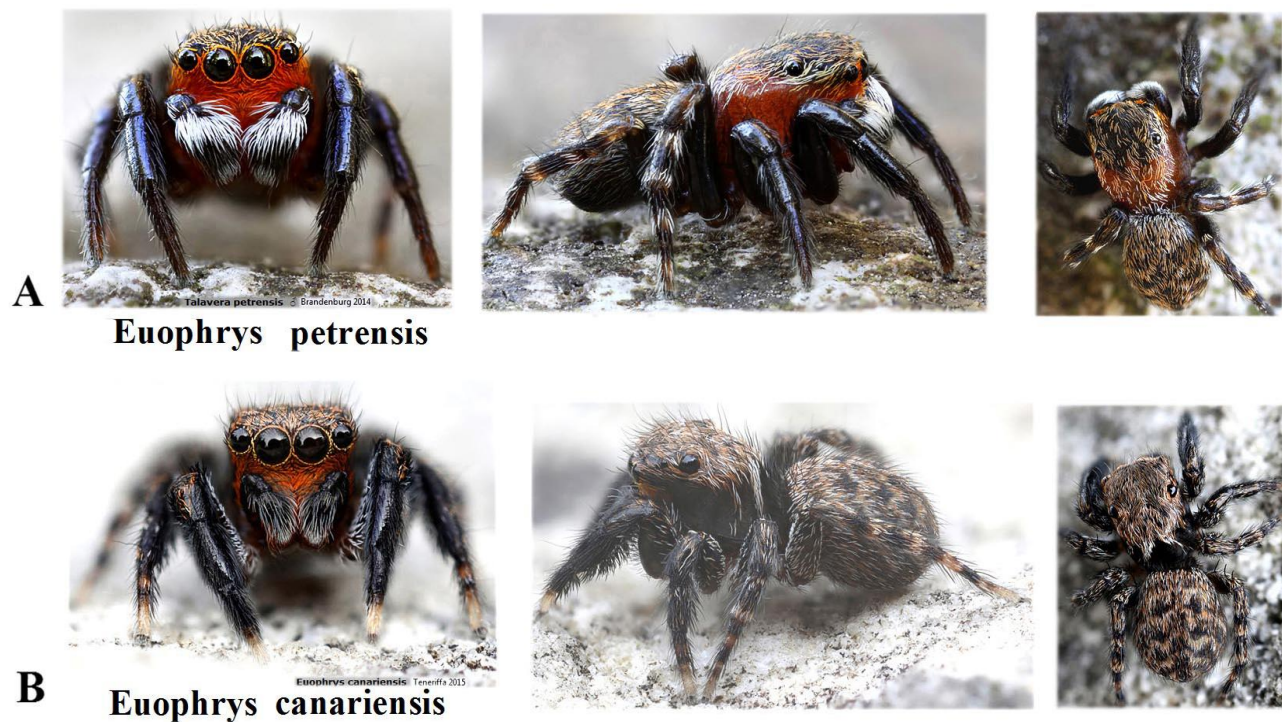 A
Talavera petrensis ♂ Brandenburg 2014
Euophrys petrensis
B
Euophrys canariensis Teneriffa 2015
Euophrys canariensis